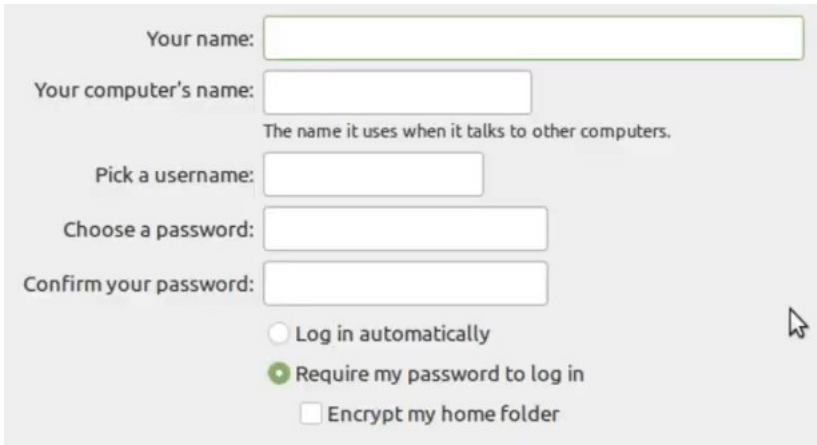 Your name:
Your computer's name:
The name it uses when it talks to other computers.
Pick a username:
Choose a password:
Confirm your password:
Log in automatically
Require my password to log in
Encrypt my home folder